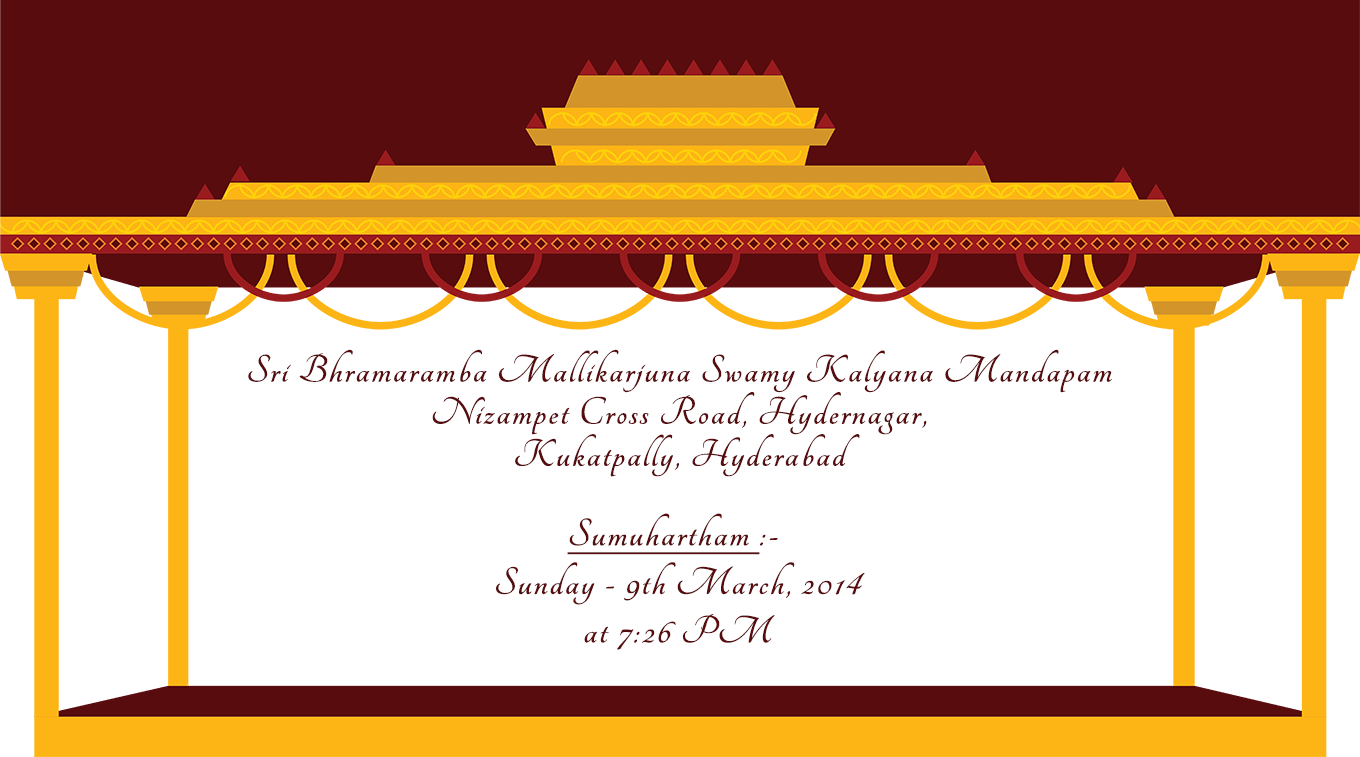 Sri Bhramaramba Mallikarjuna Swamy Kalyana Mandapam
Nizampet Cross Road, Hydernagar,
Kukatpally, Hyderabad
Sumuhartham :-
Sunday - 9th March, 2014
at 7:26 PM